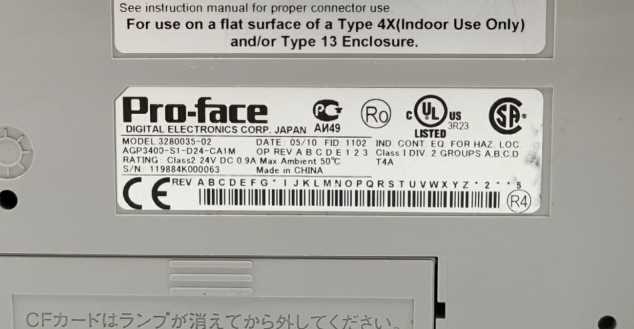 See instruction manual for proper connector use
For use on a flat surface of a Type 4X(Indoor Use Only)
and/or Type 13 Enclosure.
Pro-face
DIGITAL ELECTRONICS CORP. JAPAN
PG
АИ49
Ro
C UL US
LISTED 3R23
SA
MODEL 3280035-02 DATE: 05/10 FID 1102 IND CONT EQ FOR HAZ LOC.
AGP3400-S1-D24-CA1M OP REV A B C D E 1 2 3 Class I DIV 2 GROUPS A,B,C,D
RATING : Class2 24V DC 0.9A Max Ambient 50℃ T4A
S/N 119884K000063 Made in CHINA
CE REV A B C D E F G * I J K L M N O P Q R S T U V W X Y Z * 2 * * 5
R4
CFカードはランプが消えてから外してください。